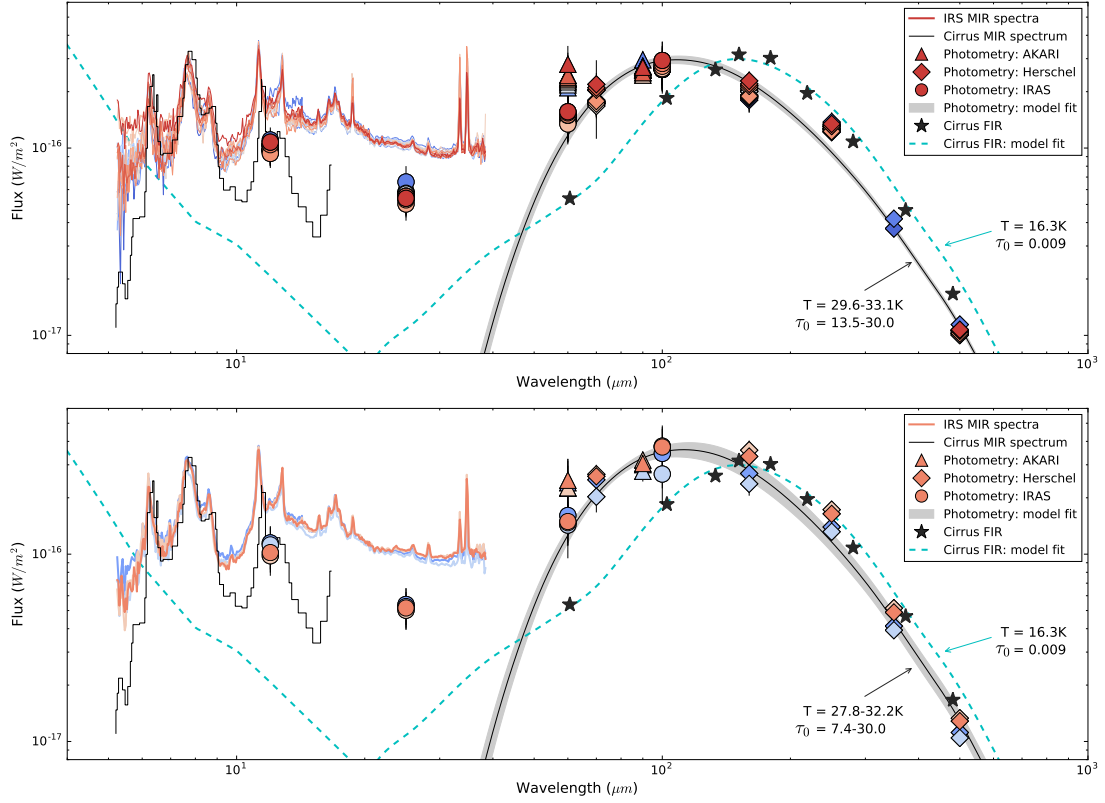 IRS MIR spectra
Cirrus MIR spectrum
Photometry: AKARI
Photometry: Herschel
Photometry: IRAS
Photometry: model fit
Cirrus FIR
Cirrus FIR: model fit
10⁻¹⁶
10⁻¹⁷
Flux (W/m²)
T = 16.3K
τ₀ = 0.009
T = 29.6-33.1K
τ₀ = 13.5-30.0
10¹ 10² 10³
Wavelength (μm)
IRS MIR spectra
Cirrus MIR spectrum
Photometry: AKARI
Photometry: Herschel
Photometry: IRAS
Photometry: model fit
Cirrus FIR
Cirrus FIR: model fit
10⁻¹⁶
10⁻¹⁷
Flux (W/m²)
T = 16.3K
τ₀ = 0.009
T = 27.8-32.2K
τ₀ = 7.4-30.0
10¹ 10² 10³
Wavelength (μm)